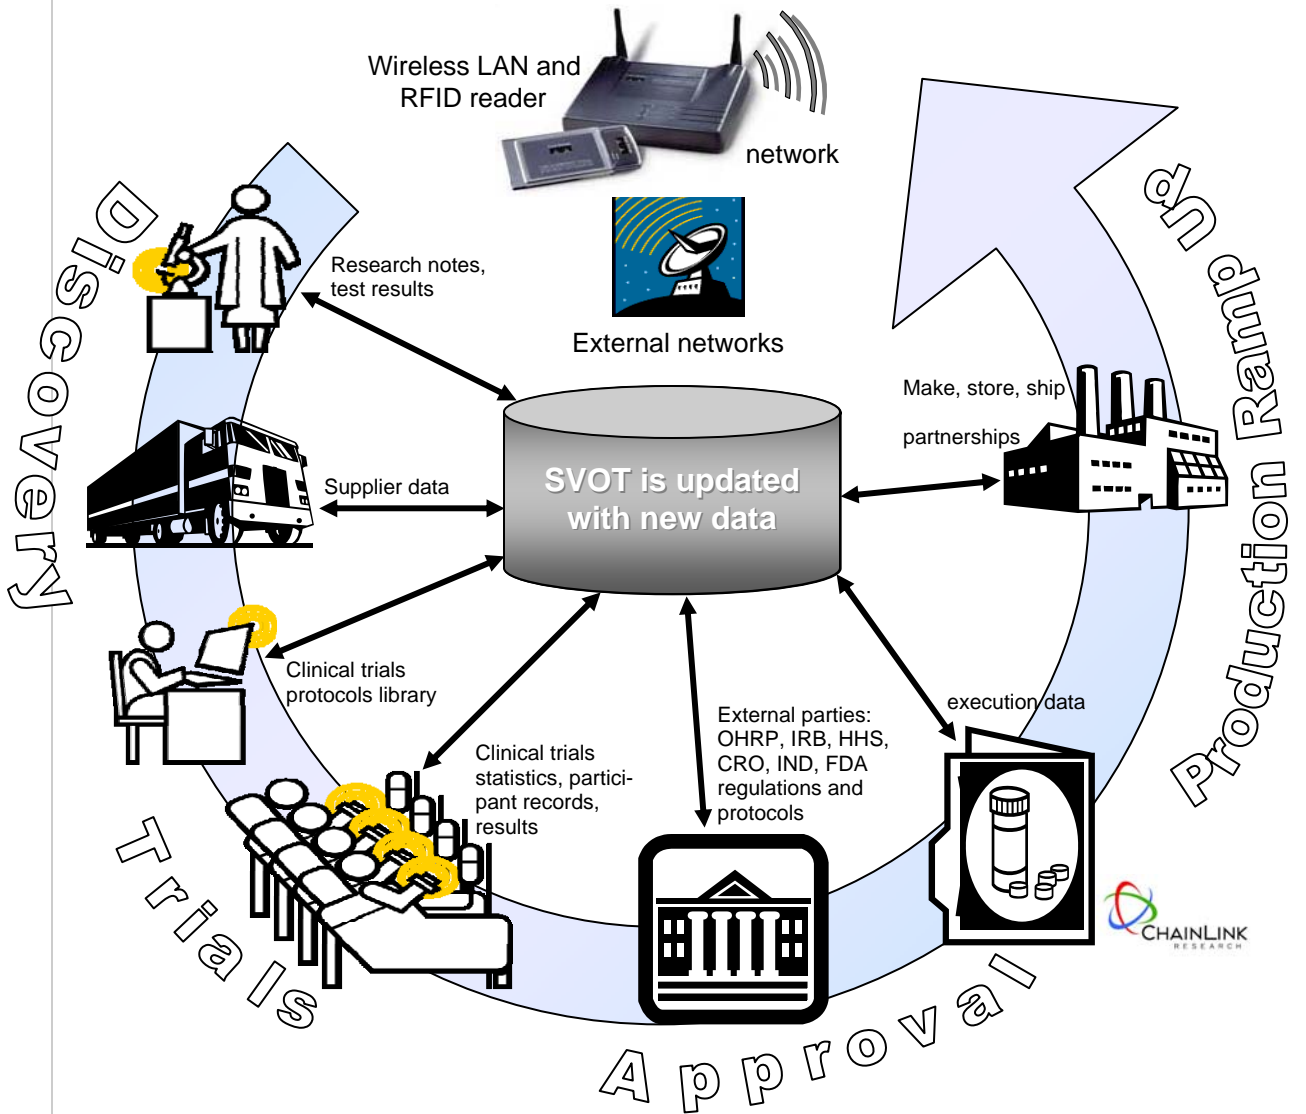 Wireless LAN and
RFID reader
network
External networks
Discovery
Research notes,
test results
Supplier data
Clinical trials
protocols library
Clinical trials
statistics, partici-
pant records,
results
External parties:
OHRP, IRB, HHS,
CRO, IND, FDA
regulations and
protocols
execution data
Make, store, ship
partnerships
SVOT is updated
with new data
Trials
Approval
Production Ramp Up
CHAINLINK
RESEARCH